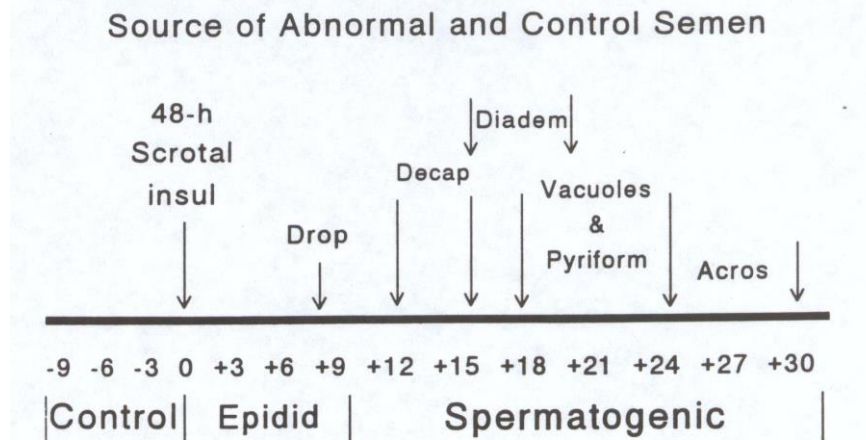 Source of Abnormal and Control Semen
48-h
Scrotal
insul
Drop
Decap
Diadem
Vacuoles
&
Pyriform
Acros
-9 -6 -3 0 +3 +6 +9 +12 +15 +18 +21 +24 +27 +30
Control Epidid Spermatogenic